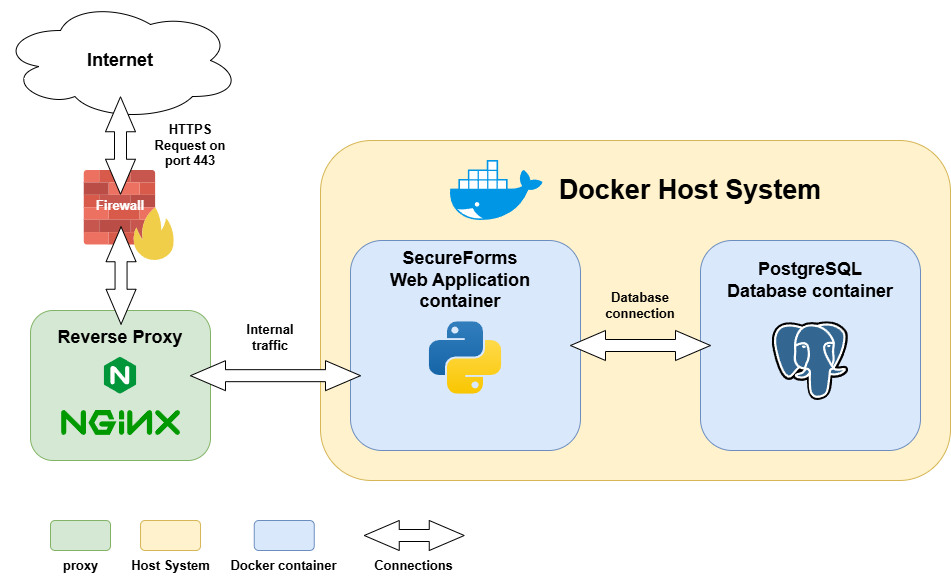 Internet
HTTPS
Request on
port 443
Firewall
Docker Host System
SecureForms
Web Application
container
PostgreSQL
Database container
Database
connection
Reverse Proxy
N
NGiNX
Internal
traffic
proxy
Host System
Docker container
Connections